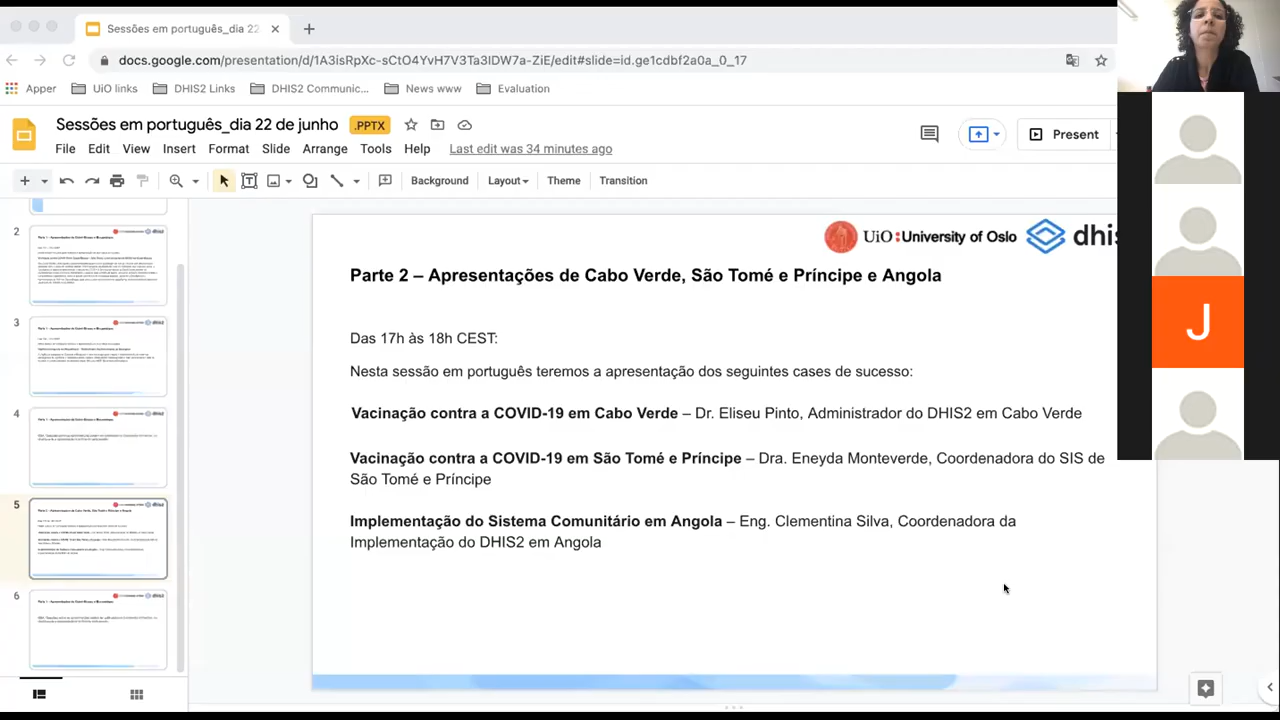 Sessões em português_dia 22
docs.google.com/presentation/d/1A3isRpXc-sCtO4YvH7V3Ta3lDW7a-ZiE/edit#slide=id.ge1cdbf2a0a_0_17
Apper UiO links DHIS2 Links DHIS2 Communic... News www Evaluation
Sessões em português_dia 22 de junho .PPTX
File Edit View Insert Format Slide Arrange Tools Help Last edit was 34 minutes ago
Present
Background Layout Theme Transition
2
3
4
5
6
UiO University of Oslo dhis
Parte 2 – Apresentações de Cabo Verde, São Tomé e Príncipe e Angola
Das 17h às 18h CEST.
Nesta sessão em português teremos a apresentação dos seguintes cases de sucesso:
Vacinação contra a COVID-19 em Cabo Verde – Dr. Eliseu Pinto, Administrador do DHIS2 em Cabo Verde
Vacinação contra a COVID-19 em São Tomé e Príncipe – Dra. Eneyda Monteverde, Coordenadora do SIS de
São Tomé e Príncipe
Implementação do Sistema Comunitário em Angola – Silva, Coordenadora da
Implementação do DHIS2 em Angola
J